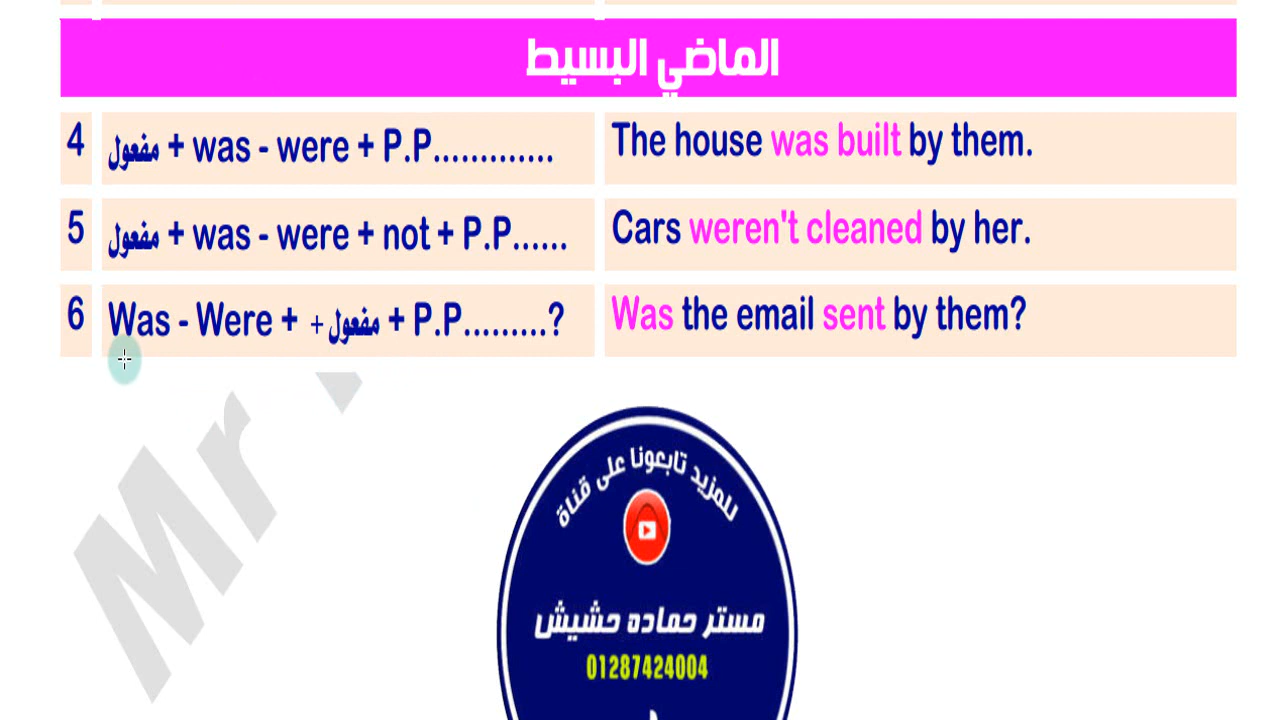 الماضي البسيط
4 مفعول + was - were + P.P............. The house was built by them.
5 مفعول + was - were + not + P.P...... Cars weren't cleaned by her.
6 Was - Were + + مفعول + P.P.........? Was the email sent by them?
Mr
للمزيد تابعونا على قناة
مستر حماده حشيش
01287424004